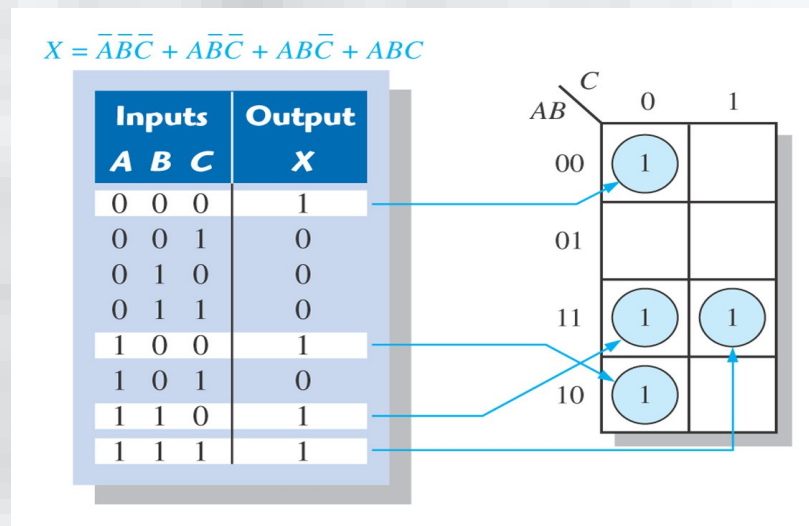 X = A̅B̅C̅ + AB̅C̅ + ABC̅ + ABC
Inputs Output
A B C X
0 0 0 1
0 0 1 0
0 1 0 0
0 1 1 0
1 0 0 1
1 0 1 0
1 1 0 1
1 1 1 1
C
AB 0 1
00 1
01
11 1 1
10 1